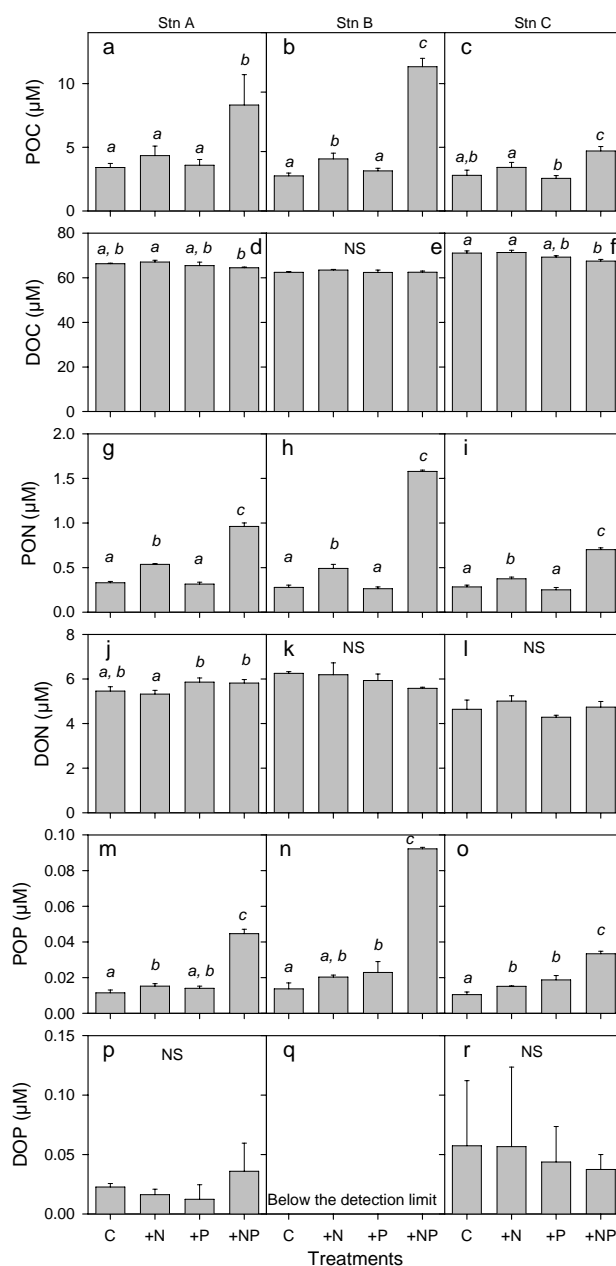 Stn A Stn B Stn C
a b c
POC (µM)
10
5
0
a a a b
a b a c
a,b a b c
d e f
DOC (µM)
80
60
40
20
0
a, b a a, b b
NS
a a a, b b
g h i
PON (µM)
2.0
1.5
1.0
0.5
0.0
a b a c
a b a c
a b a c
j k l
DON (µM)
8
6
4
2
0
a, b a b b
NS
NS
m n o
POP (µM)
0.10
0.08
0.06
0.04
0.02
0.00
a b a, b c
a a, b b c
a b b c
p q r
DOP (µM)
0.15
0.10
0.05
0.00
NS
Below the detection limit
NS
C +N +P +NP C +N +P +NP C +N +P +NP
Treatments